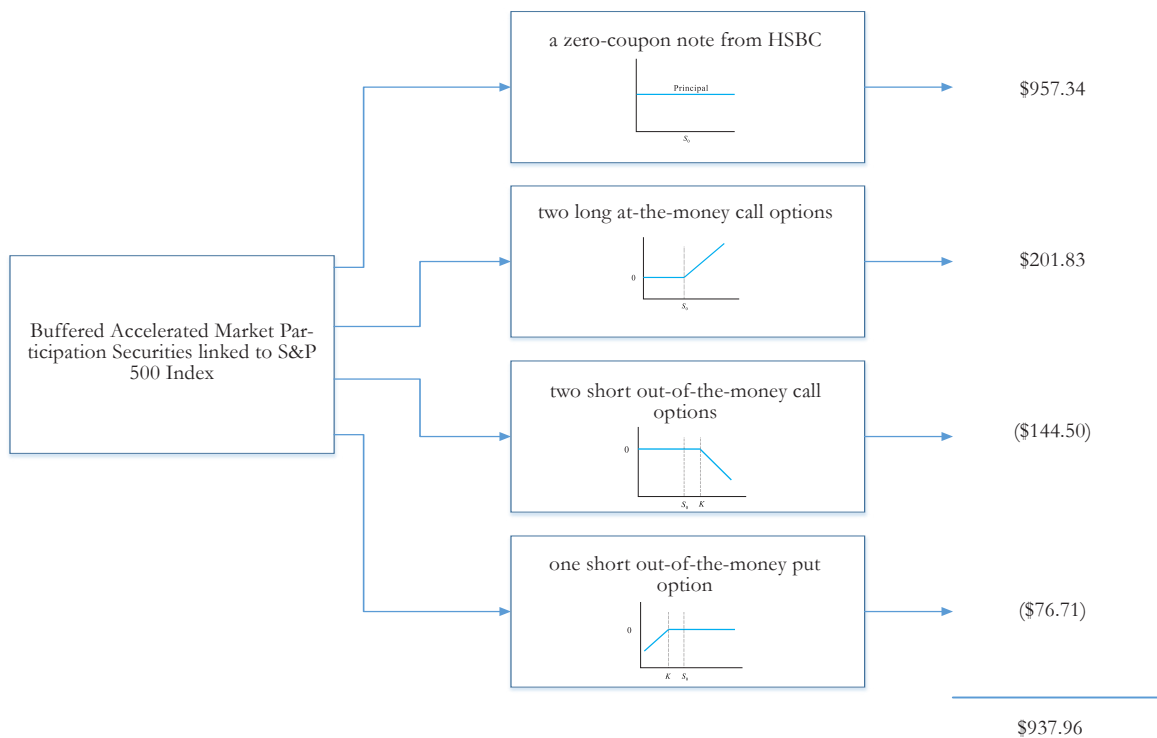 a zero-coupon note from HSBC
Principal
S₀
$957.34
two long at-the-money call options
0
S₀
$201.83
Buffered Accelerated Market Par-
ticipation Securities linked to S&P
500 Index
two short out-of-the-money call
options
0
S₀ K
($144.50)
one short out-of-the-money put
option
0
K S₀
($76.71)
$937.96